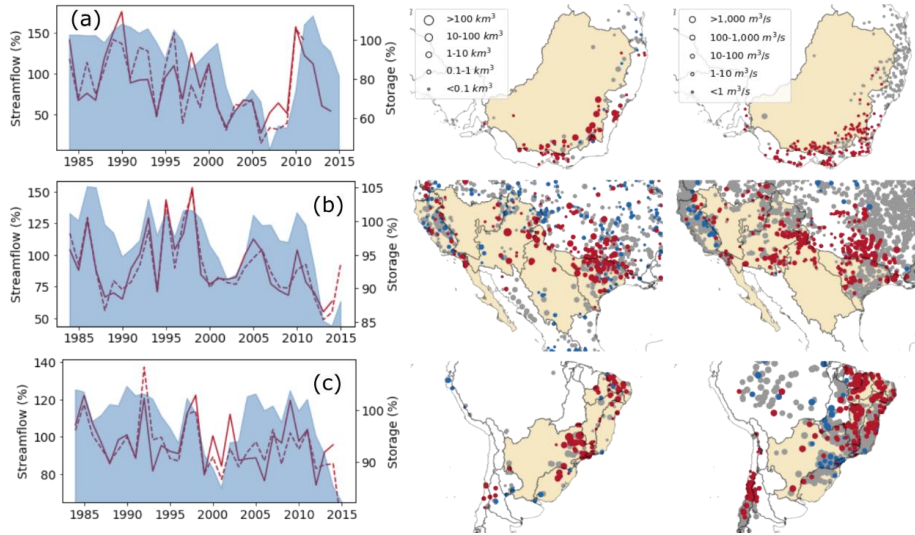 (a)
Streamflow (%)
150
100
50
100
80
60
Storage (%)
1985 1990 1995 2000 2005 2010 2015
>100 km³
10-100 km³
1-10 km³
0.1-1 km³
<0.1 km³
>1,000 m³/s
100-1,000 m³/s
10-100 m³/s
1-10 m³/s
<1 m³/s
(b)
Streamflow (%)
150
125
100
75
50
105
100
95
90
85
Storage (%)
1985 1990 1995 2000 2005 2010 2015
(c)
Streamflow (%)
140
120
100
80
100
90
Storage (%)
1985 1990 1995 2000 2005 2010 2015